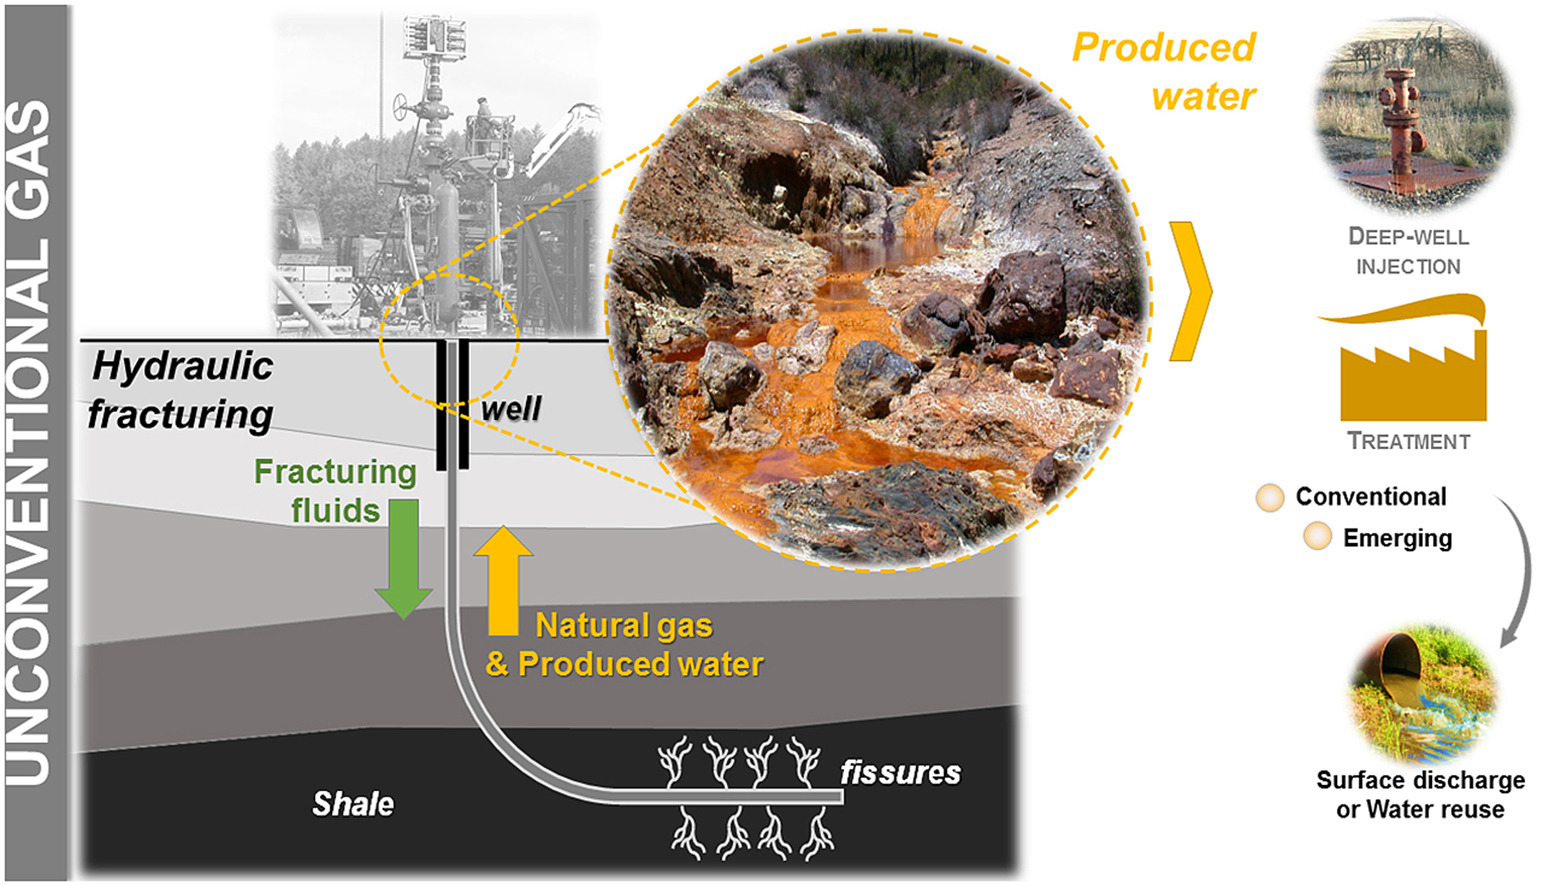 UNCONVENTIONAL GAS
Hydraulic
fracturing
well
Fracturing
fluids
Natural gas
& Produced water
Shale
fissures
Produced
water
DEEP-WELL
INJECTION
TREATMENT
Conventional
Emerging
Surface discharge
or Water reuse